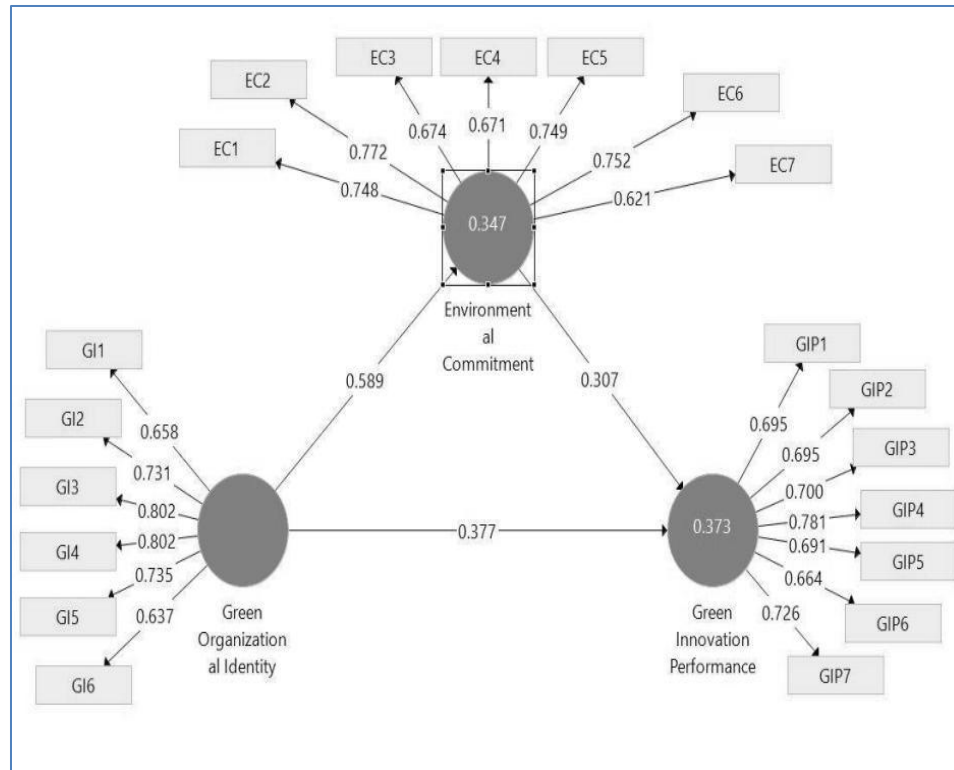 EC3
EC4
EC5
EC2
EC6
EC1
EC7
0.674
0.671
0.749
0.772
0.752
0.748
0.621
0.347
Environment
al
Commitment
GI1
GI2
GI3
GI4
GI5
GI6
0.658
0.731
0.802
0.802
0.735
0.637
Green
Organization
al Identity
0.589
0.307
0.377
0.373
Green
Innovation
Performance
0.695
0.695
0.700
0.781
0.691
0.664
0.726
GIP1
GIP2
GIP3
GIP4
GIP5
GIP6
GIP7